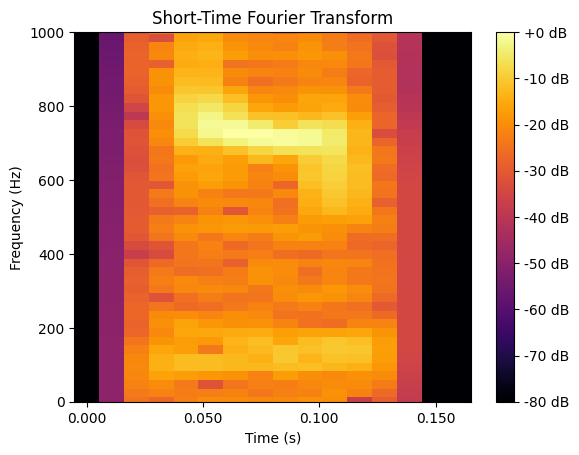 Short-Time Fourier Transform
1000
800
600
400
200
0
Frequency (Hz)
0.000
0.050
0.100
0.150
Time (s)
+0 dB
-10 dB
-20 dB
-30 dB
-40 dB
-50 dB
-60 dB
-70 dB
-80 dB